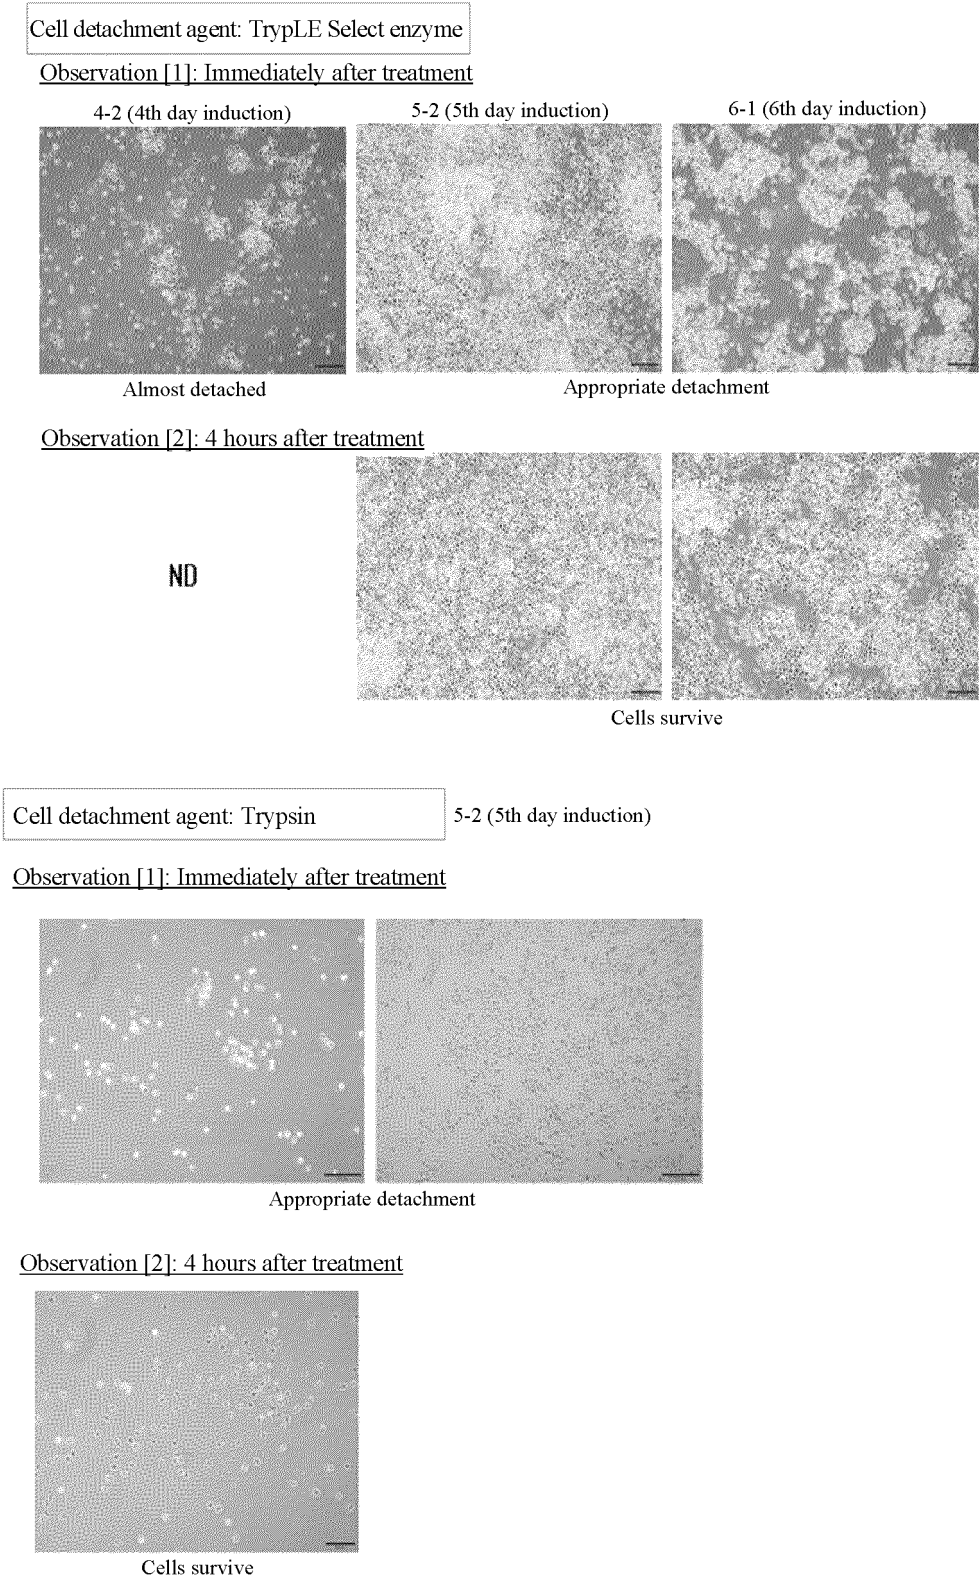 Cell detachment agent: TrypLE Select enzyme
Observation [1]: Immediately after treatment
4-2 (4th day induction)
5-2 (5th day induction)
6-1 (6th day induction)
Almost detached
Appropriate detachment
Observation [2]: 4 hours after treatment
ND
Cells survive
Cell detachment agent: Trypsin
5-2 (5th day induction)
Observation [1]: Immediately after treatment
Appropriate detachment
Observation [2]: 4 hours after treatment
Cells survive